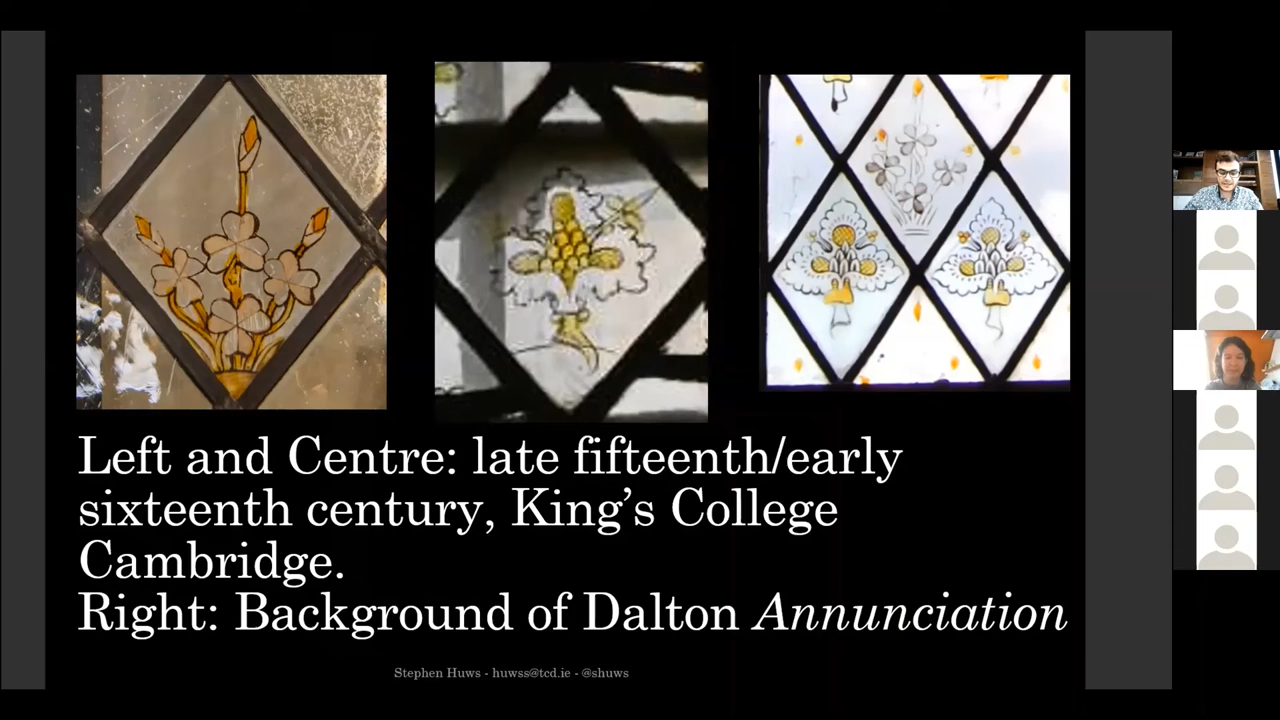 Left and Centre: late fifteenth/early
sixteenth century, King’s College
Cambridge.
Right: Background of Dalton Annunciation
Stephen Huws - huwss@tcd.ie - @shuws